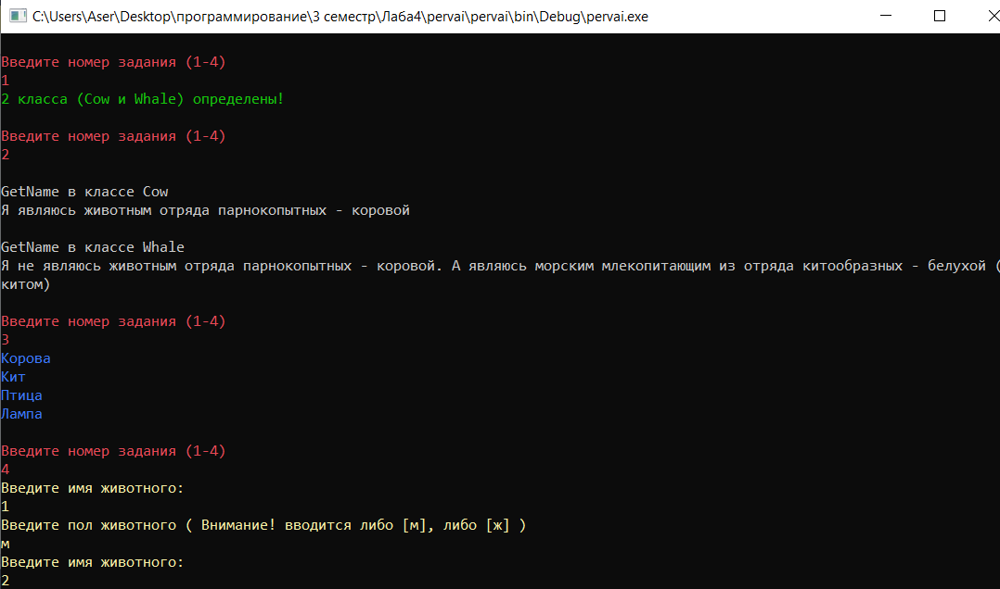 C:\Users\Aser\Desktop\программирование\3 семестр\Лаба4\pervai\pervai\bin\Debug\pervai.exe
Введите номер задания (1-4)
1
2 класса (Cow и Whale) определены!
Введите номер задания (1-4)
2
GetName в классе Cow
Я являюсь животным отряда парнокопытных - коровой
GetName в классе Whale
Я не являюсь животным отряда парнокопытных - коровой. А являюсь морским млекопитающим из отряда китообразных - белухой (
китом)
Введите номер задания (1-4)
3
Корова
Кит
Птица
Лампа
Введите номер задания (1-4)
4
Введите имя животного:
1
Введите пол животного ( Внимание! вводится либо [м], либо [ж] )
м
Введите имя животного:
2